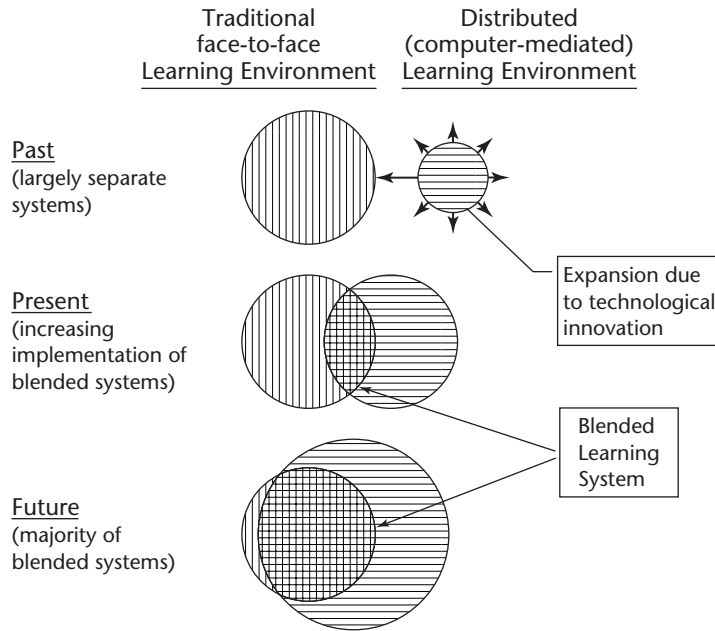 Traditional
face-to-face
Learning Environment
Distributed
(computer-mediated)
Learning Environment
Past
(largely separate
systems)
Expansion due
to technological
innovation
Present
(increasing
implementation of
blended systems)
Blended
Learning
System
Future
(majority of
blended systems)